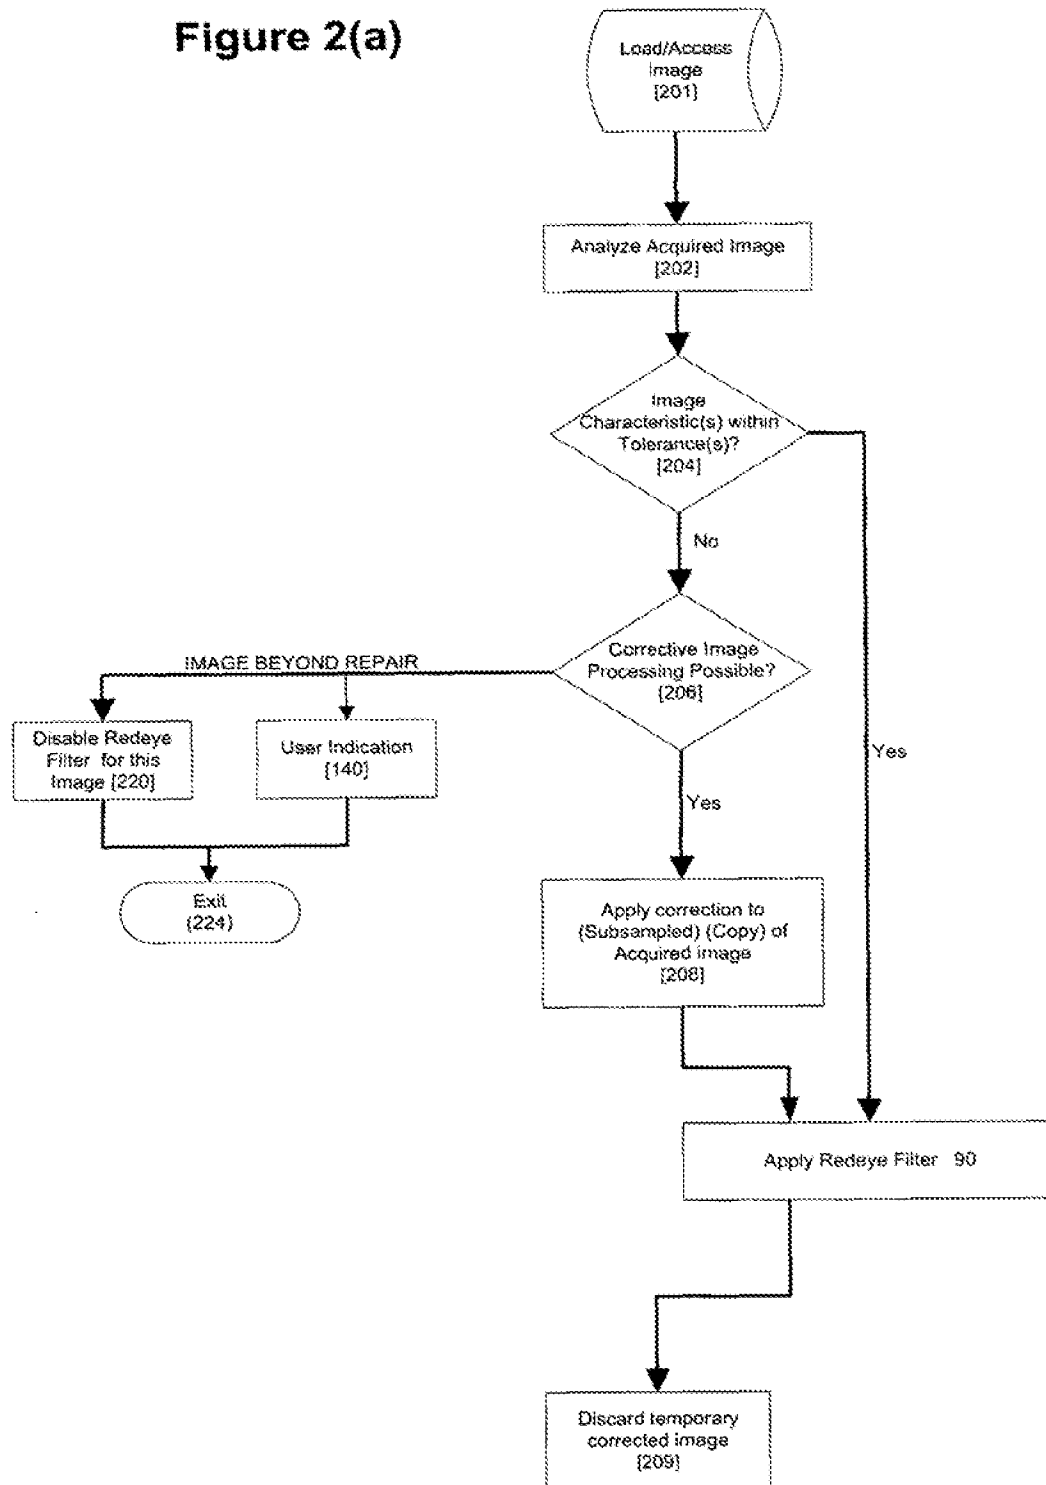 Figure 2(a)
Load/Access
Image
[201]
Analyze Acquired Image
[202]
Image
Characteristic(s) within
Tolerance(s)?
[204]
No
Corrective Image
Processing Possible?
[206]
IMAGE BEYOND REPAIR
Disable Redeye
Filter for this
Image [220]
User Indication
[140]
Yes
Yes
Exit
(224)
Apply correction to
(Subsampled) (Copy) of
Acquired image
[208]
Apply Redeye Filter 90
Discard temporary
corrected image
[209]